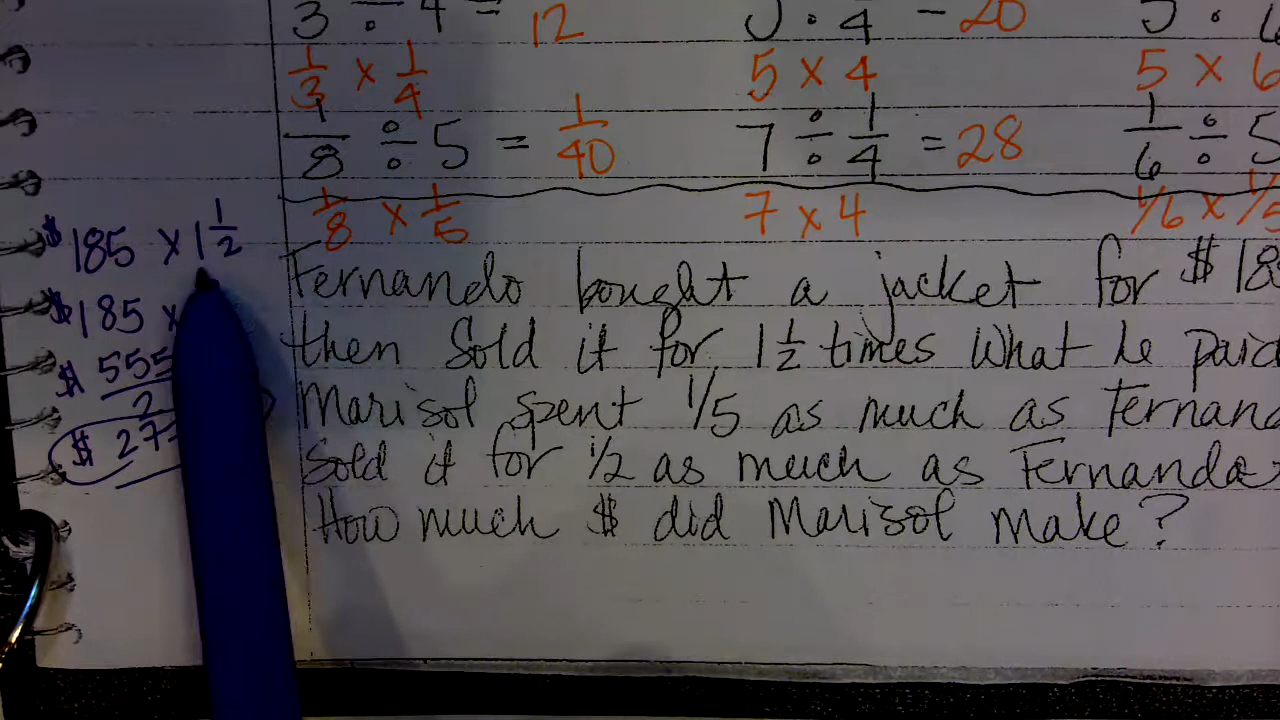 3 ÷ 4 = 12
5 ÷ 4 = 20
1/3 × 1/4
5 × 4
5 × 6
1/8 ÷ 5 = 1/40
7 ÷ 1/4 = 28
1/6 ÷ 5
1/8 × 1/5
7 × 4
1/6 × 1/5
$185 × 1 1/2
$185 ×
$ 555
2
$ 27
Fernando bought a jacket for $18
then Sold it for 1 1/2 times What he paid
Marisol spent 1/5 as much as Fernand
Sold it for 1/2 as much as Fernando
How much $ did Marisol make?